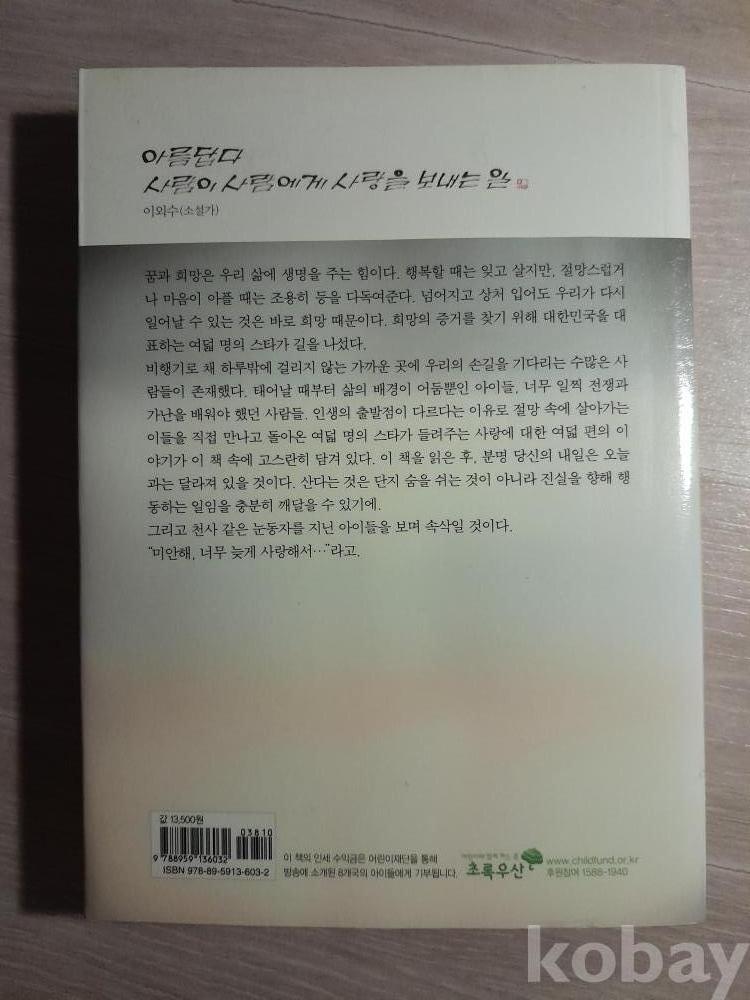 아름답다
사람이 사람에게 사랑을 보내는 일
이외수(소설가)
꿈과 희망은 우리 삶에 생명을 주는 힘이다. 행복할 때는 잊고 살지만, 절망스럽거
나 마음이 아플 때는 조용히 등을 다독여준다. 넘어지고 상처 입어도 우리가 다시
일어날 수 있는 것은 바로 희망 때문이다. 희망의 증거를 찾기 위해 대한민국을 대
표하는 여덟 명의 스타가 길을 나섰다.
비행기로 채 하루밖에 걸리지 않는 가까운 곳에 우리의 손길을 기다리는 수많은 사
람들이 존재했다. 태어날 때부터 삶의 배경이 어둠뿐인 아이들, 너무 일찍 전쟁과
가난을 배워야 했던 사람들. 인생의 출발점이 다르다는 이유로 절망 속에 살아가는
이들을 직접 만나고 돌아온 여덟 명의 스타가 들려주는 사랑에 대한 여덟 편의 이
야기가 이 책 속에 고스란히 담겨 있다. 이 책을 읽은 후, 분명 당신의 내일은 오늘
과는 달라져 있을 것이다. 산다는 것은 단지 숨을 쉬는 것이 아니라 진실을 향해 행
동하는 일임을 충분히 깨달을 수 있기에.
그리고 천사 같은 눈동자를 지닌 아이들을 보며 속삭일 것이다.
“미안해, 너무 늦게 사랑해서…”라고.
값 13,500원
03810
9 788959 136032
ISBN 978-89-5913-603-2
이 책의 인세 수익금은 어린이재단을 통해
방송에 소개된 8개국의 아이들에게 기부됩니다.
초록우산
www.childfund.or.kr
후원참여 1588-1940
kobay